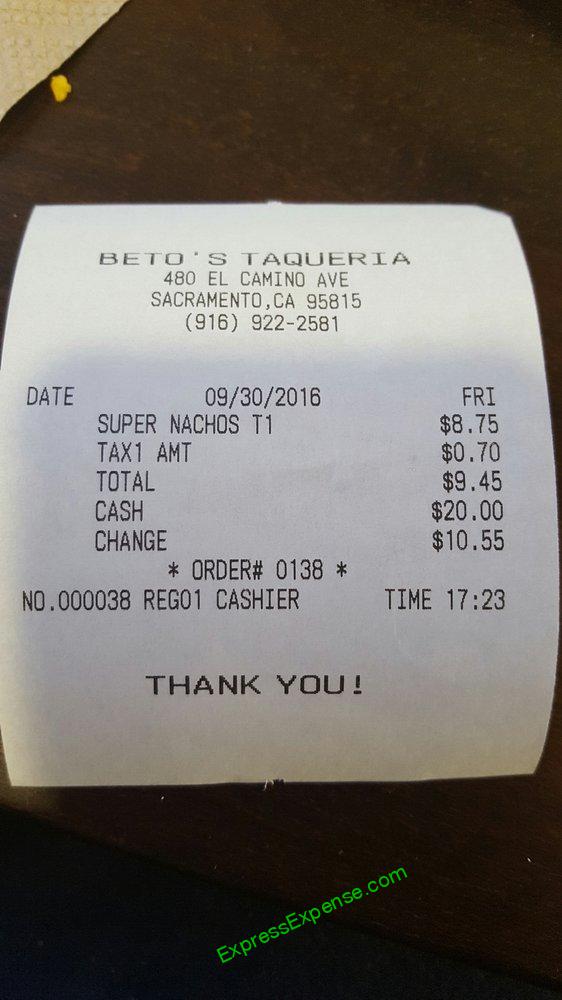 BETO'S TAQUERIA
480 EL CAMINO AVE
SACRAMENTO,CA 95815
(916) 922-2581
DATE 09/30/2016 FRI
SUPER NACHOS T1 $8.75
TAX1 AMT $0.70
TOTAL $9.45
CASH $20.00
CHANGE $10.55
* ORDER# 0138 *
NO.000038 REG01 CASHIER TIME 17:23
THANK YOU!
ExpressExpense.com